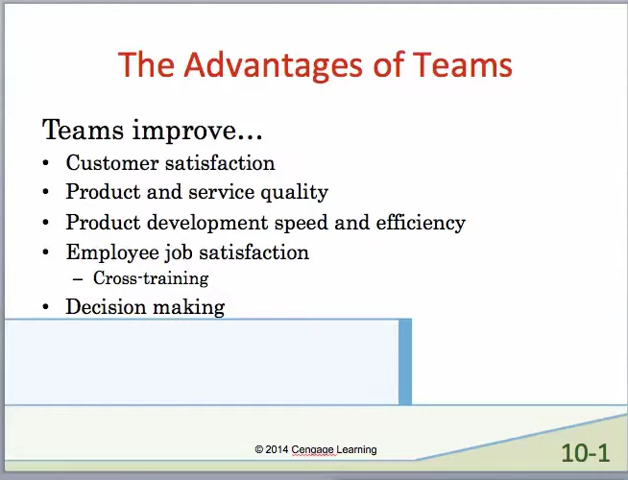 The Advantages of Teams
Teams improve...
• Customer satisfaction
• Product and service quality
• Product development speed and efficiency
• Employee job satisfaction
– Cross-training
• Decision making
© 2014 Cengage Learning
10-1